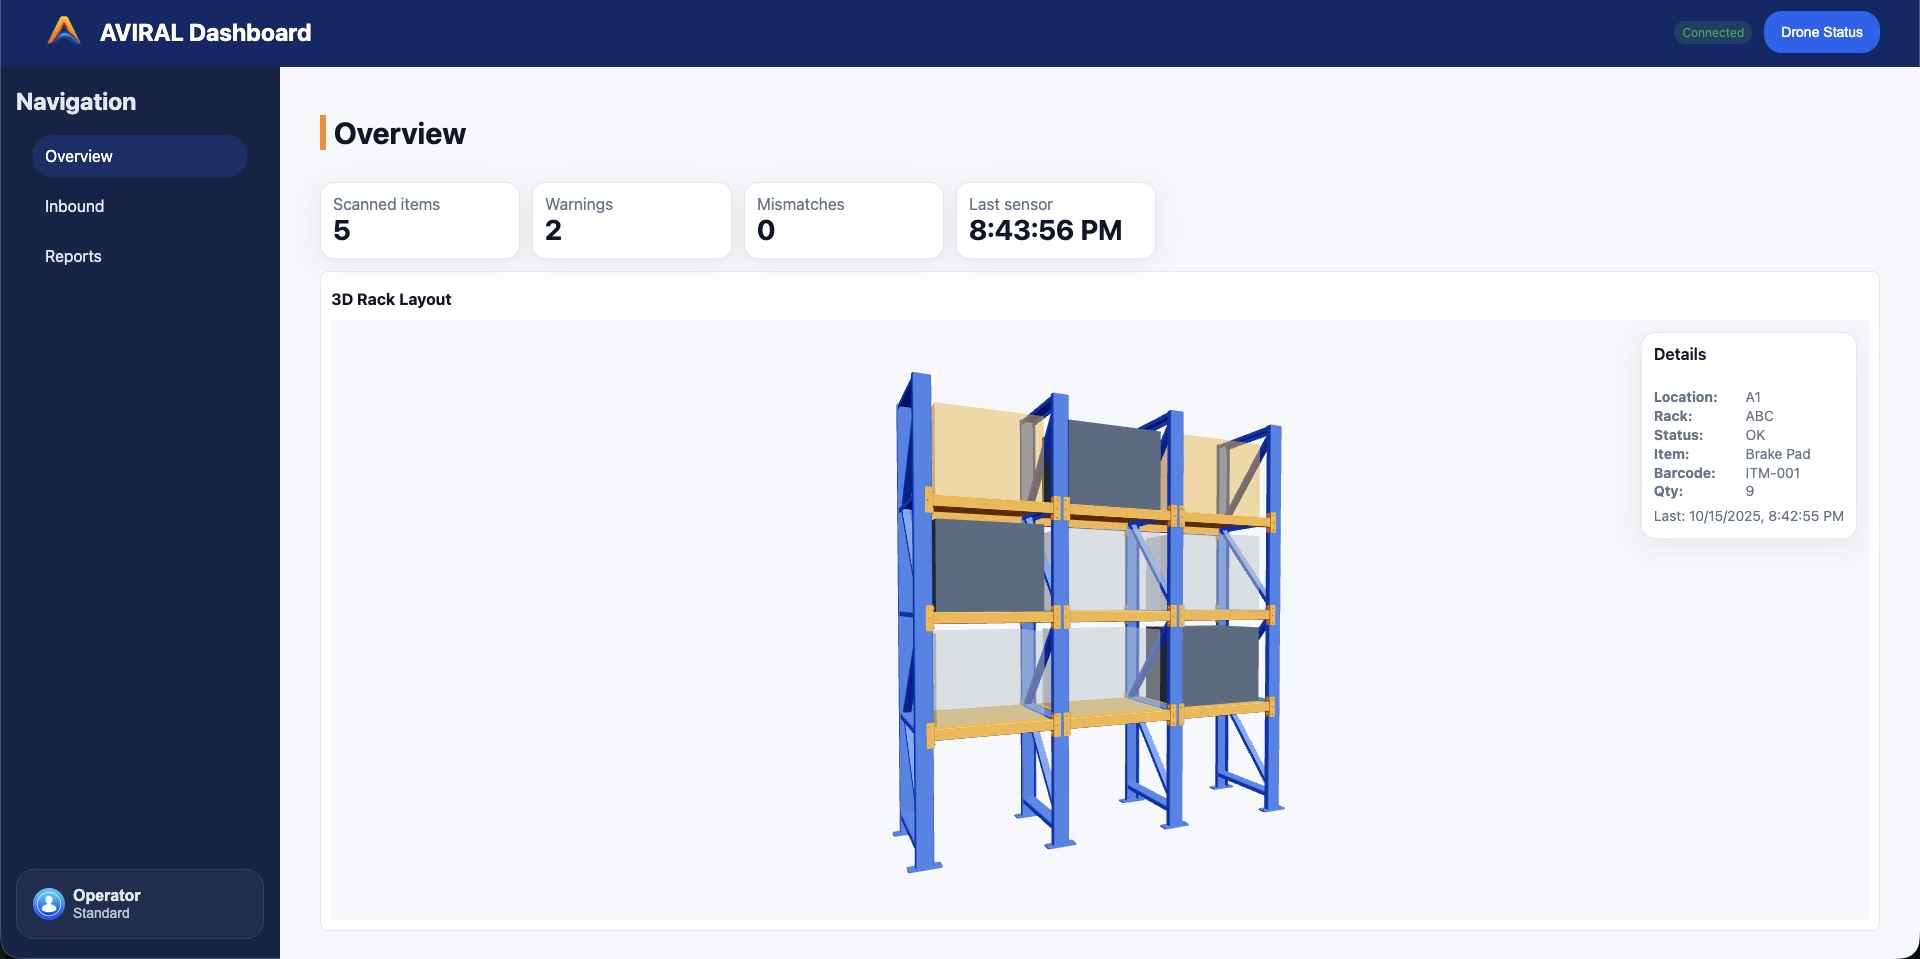 AVIRAL Dashboard
Connected
Drone Status
Navigation
Overview
Inbound
Reports
Operator
Standard
Overview
Scanned items
5
Warnings
2
Mismatches
0
Last sensor
8:43:56 PM
3D Rack Layout
Details
Location: A1
Rack: ABC
Status: OK
Item: Brake Pad
Barcode: ITM-001
Qty: 9
Last: 10/15/2025, 8:42:55 PM